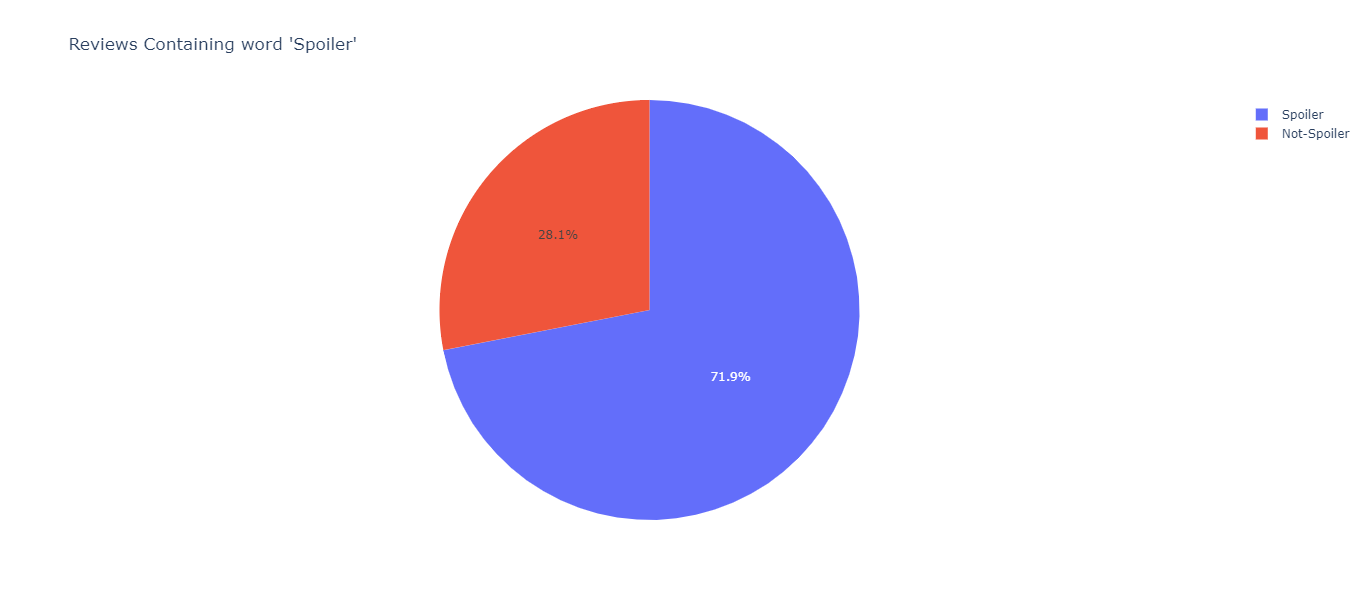 Reviews Containing word 'Spoiler'
Spoiler
Not-Spoiler
28.1%
71.9%